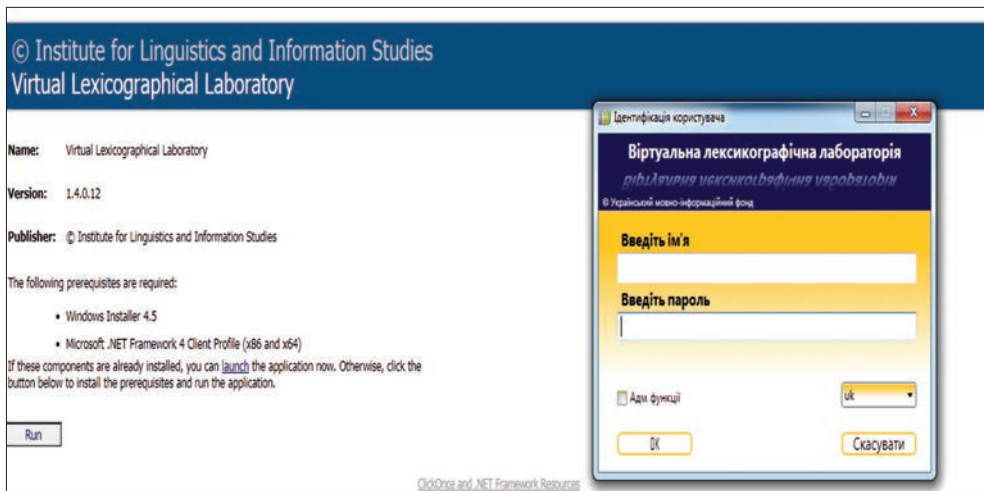 © Institute for Linguistics and Information Studies
Virtual Lexicographical Laboratory
Name: Virtual Lexicographical Laboratory
Version: 1.4.0.12
Publisher: © Institute for Linguistics and Information Studies
The following prerequisites are required:
• Windows Installer 4.5
• Microsoft .NET Framework 4 Client Profile (x86 and x64)
If these components are already installed, you can launch the application now. Otherwise, click the
button below to install the prerequisites and run the application.
Run
ClickOnce and .NET Framework Resources
Ідентифікація користувача
Віртуальна лексикографічна лабораторія
© Український мовно-інформаційний фонд
Введіть ім'я
Введіть пароль
Адм. функції
uk
OK
Скасувати